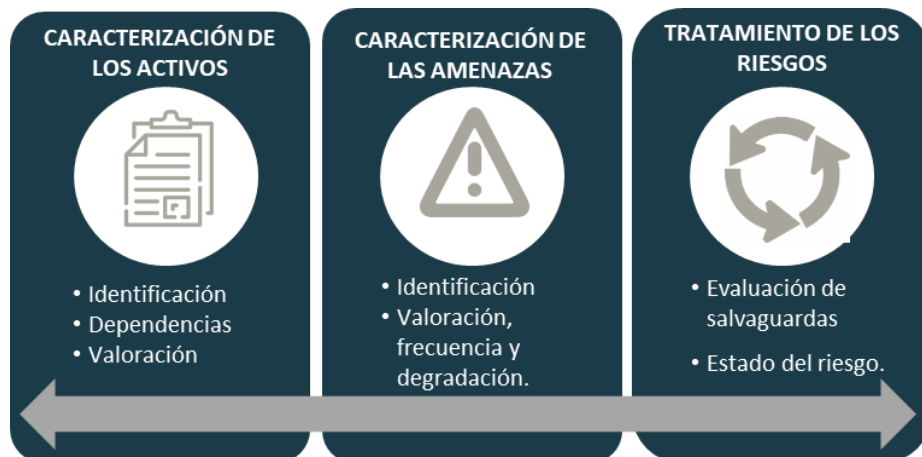 CARACTERIZACIÓN DE
LOS ACTIVOS
• Identificación
• Dependencias
• Valoración
CARACTERIZACIÓN DE
LAS AMENAZAS
• Identificación
• Valoración,
frecuencia y
degradación.
TRATAMIENTO DE LOS
RIESGOS
• Evaluación de
salvaguardas
• Estado del riesgo.